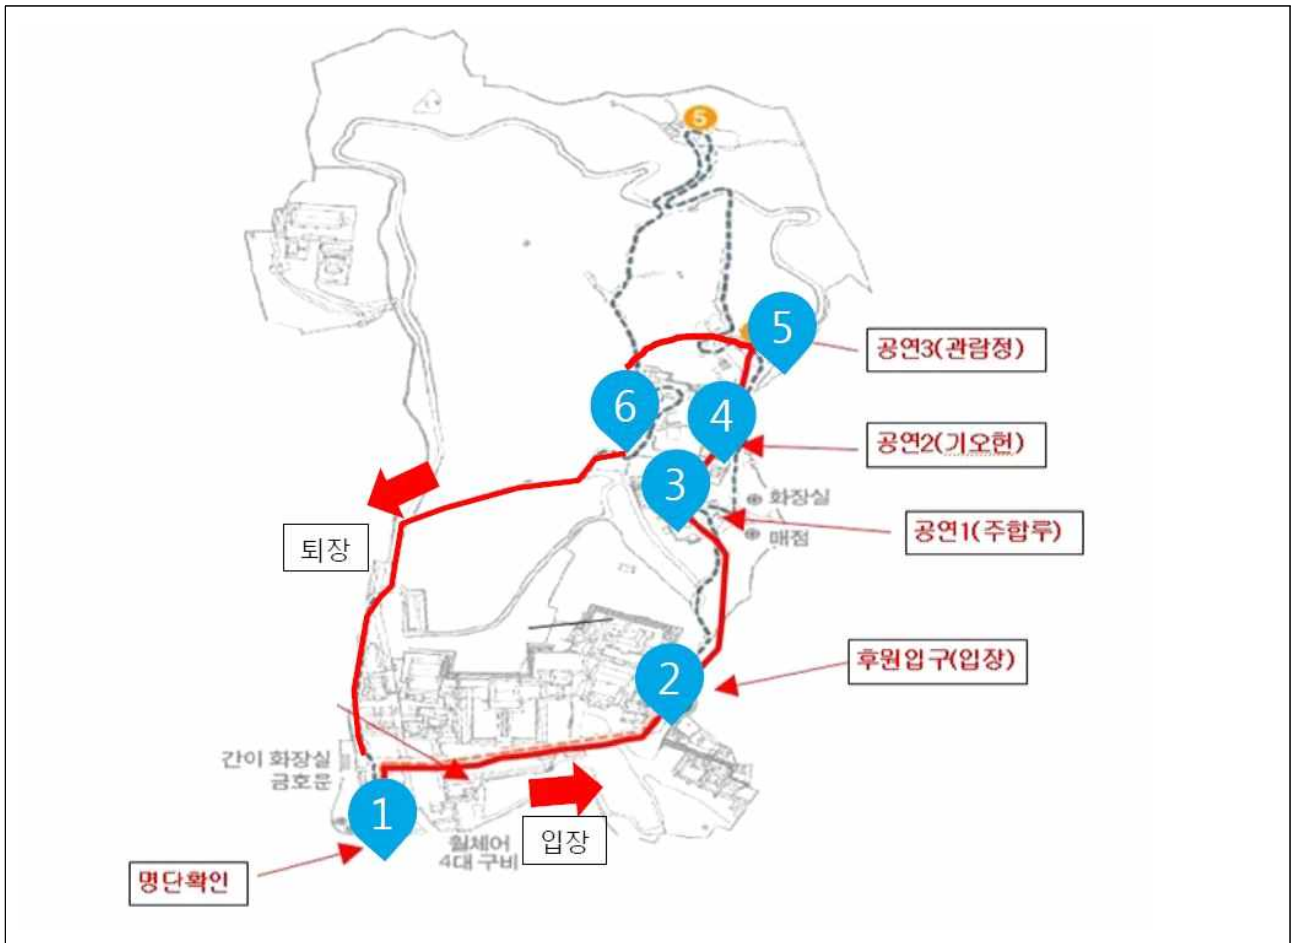 5
5
공연3(관람정)
6
4
공연2(기오헌)
3
화장실
공연1(주합루)
매점
퇴장
후원입구(입장)
2
간이 화장실
금호문
1
입장
휠체어
4대 구비
명단확인